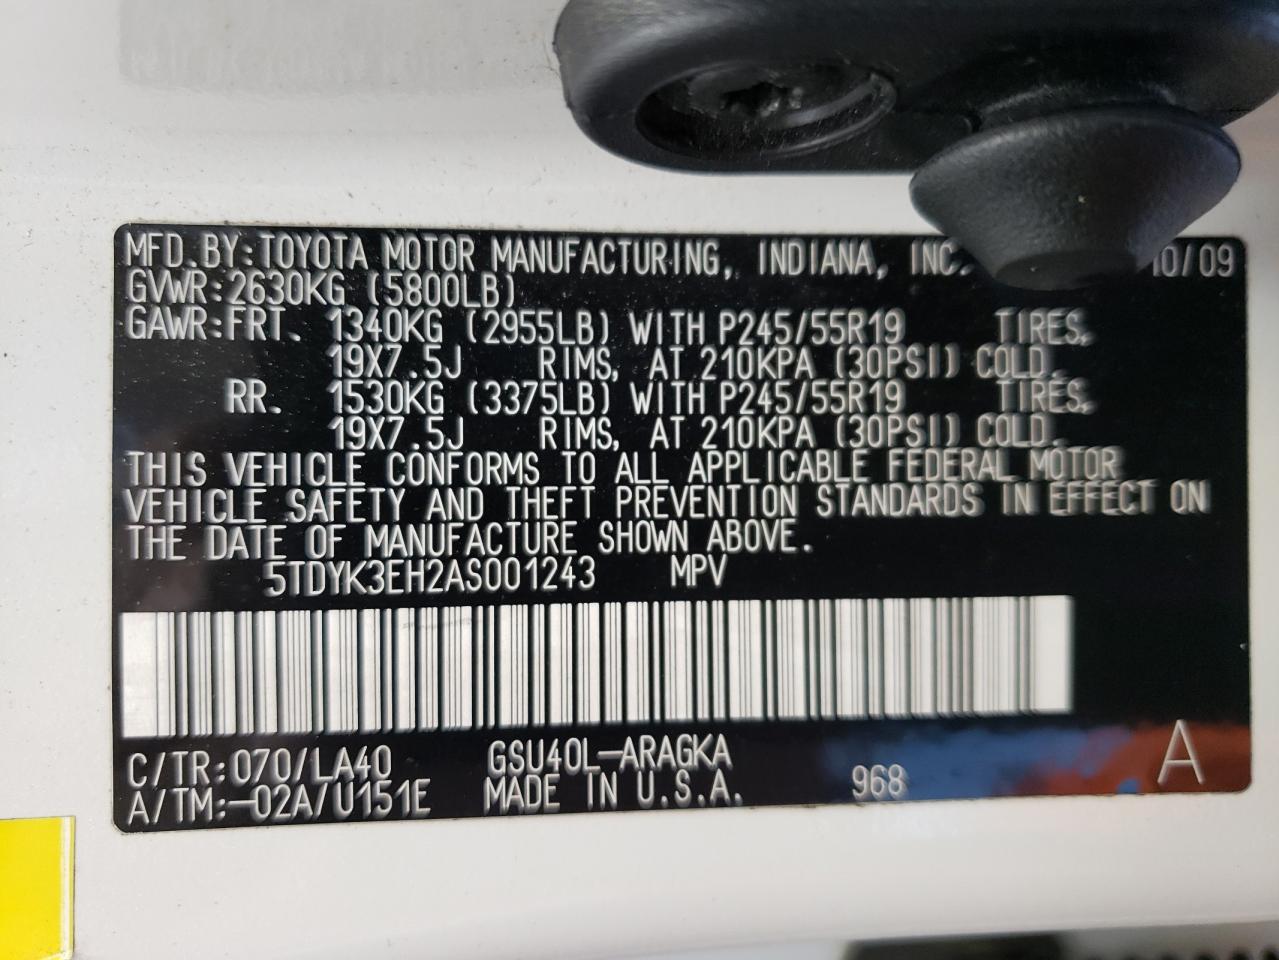 MFD.BY:TOYOTA MOTOR MANUFACTURING, INDIANA, INC. 10/09
GVWR:2630KG (5800LB)
GAWR:FRT. 1340KG (2955LB) WITH P245/55R19 TIRES,
19X7.5J RIMS, AT 210KPA (30PSI) COLD.
RR. 1530KG (3375LB) WITH P245/55R19 TIRES,
19X7.5J RIMS, AT 210KPA (30PSI) COLD.
THIS VEHICLE CONFORMS TO ALL APPLICABLE FEDERAL MOTOR
VEHICLE SAFETY AND THEFT PREVENTION STANDARDS IN EFFECT ON
THE DATE OF MANUFACTURE SHOWN ABOVE.
5TDYK3EH2AS001243 MPV
C/TR:070/LA40 GSU40L-ARAGKA
A/TM:-02A/U151E MADE IN U.S.A. 968 A